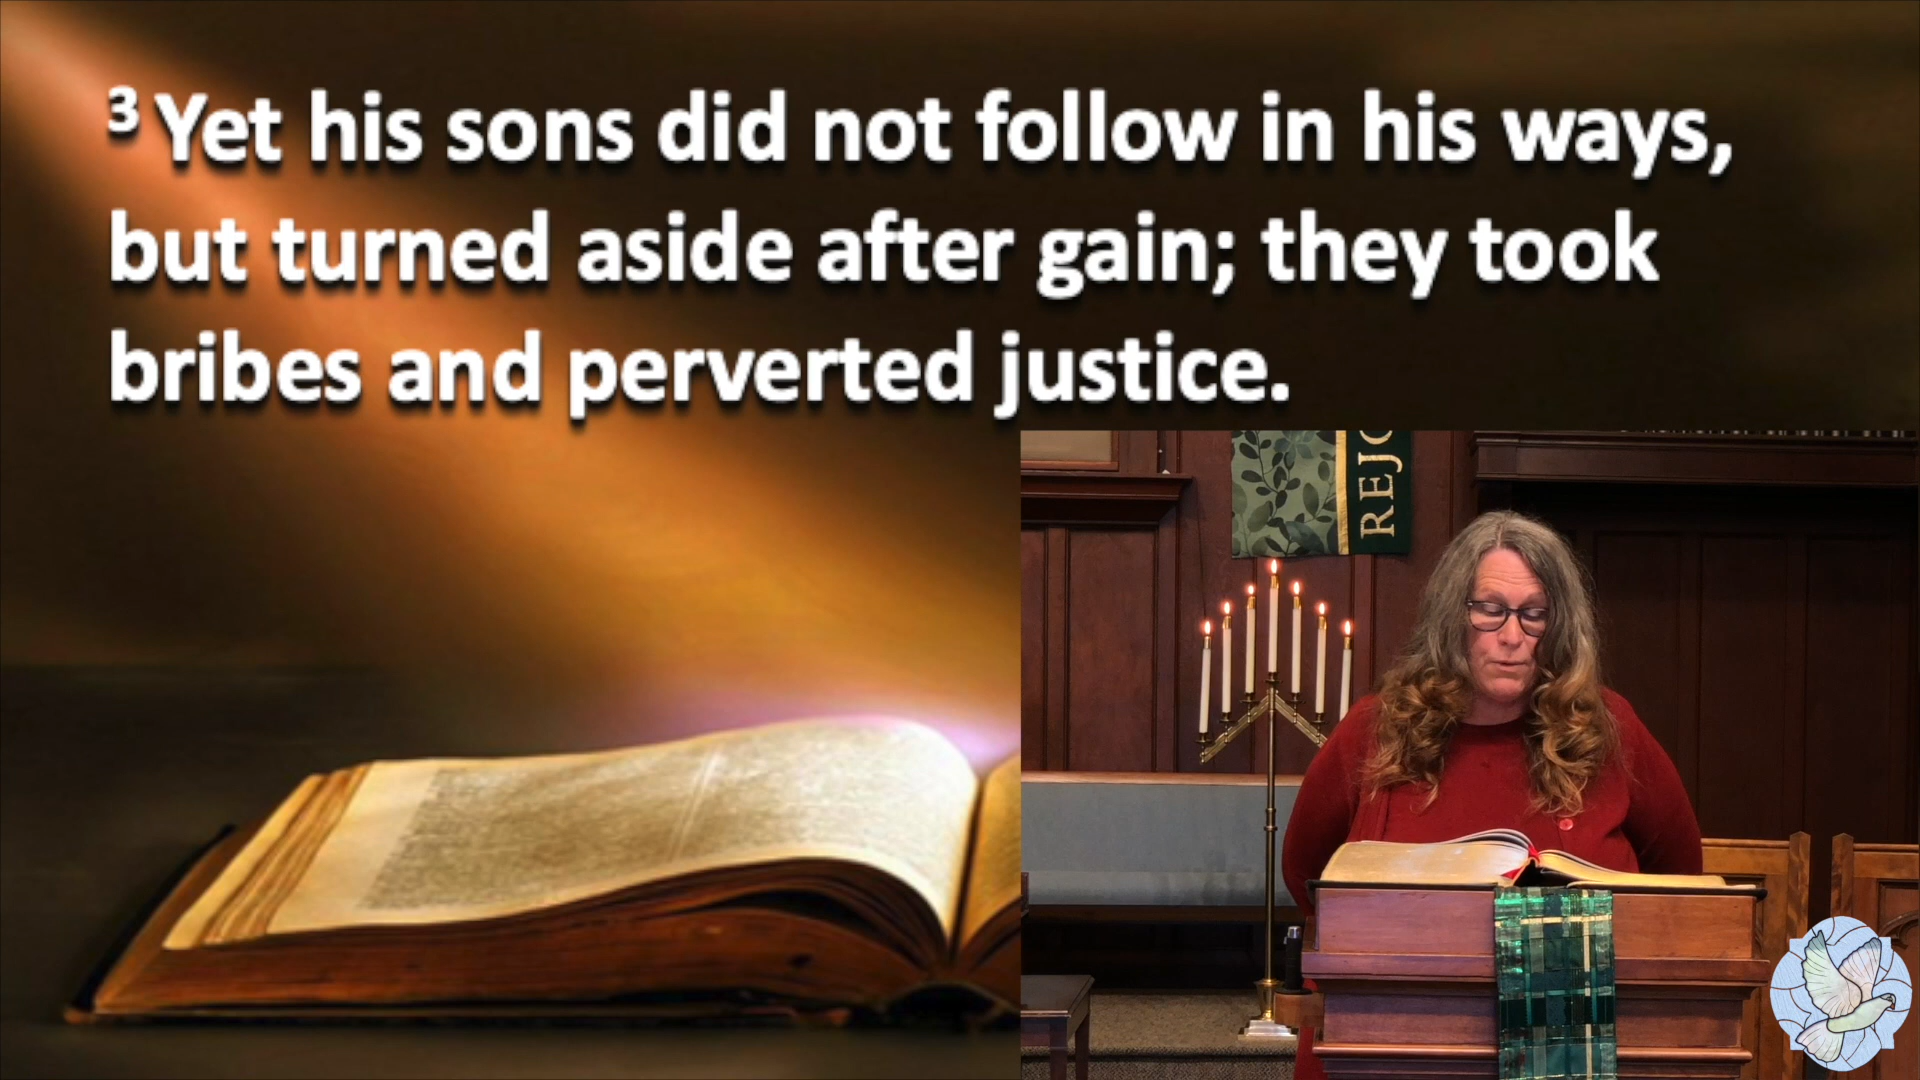 3 Yet his sons did not follow in his ways,
but turned aside after gain; they took
bribes and perverted justice.
REJO